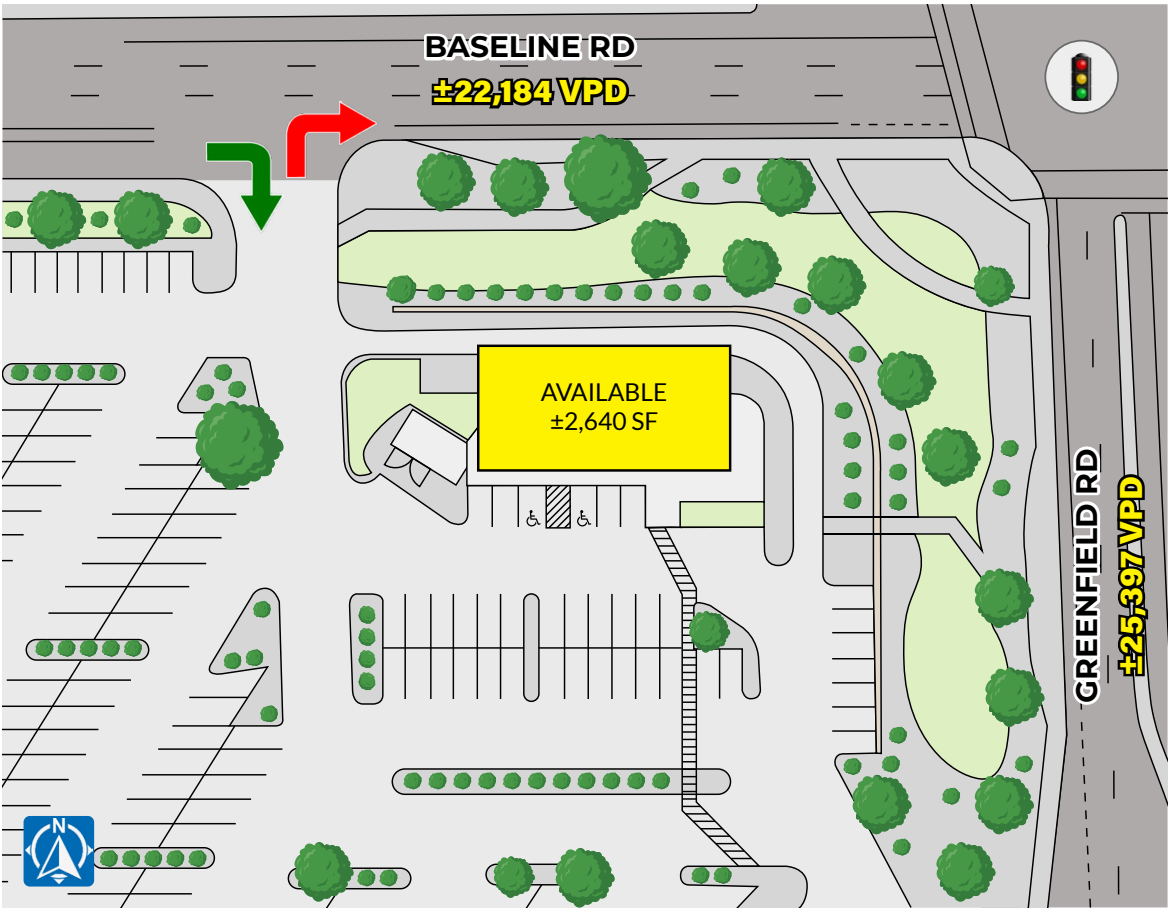 BASELINE RD
±22,184 VPD
AVAILABLE
±2,640 SF
GREENFIELD RD
±25,397 VPD
N